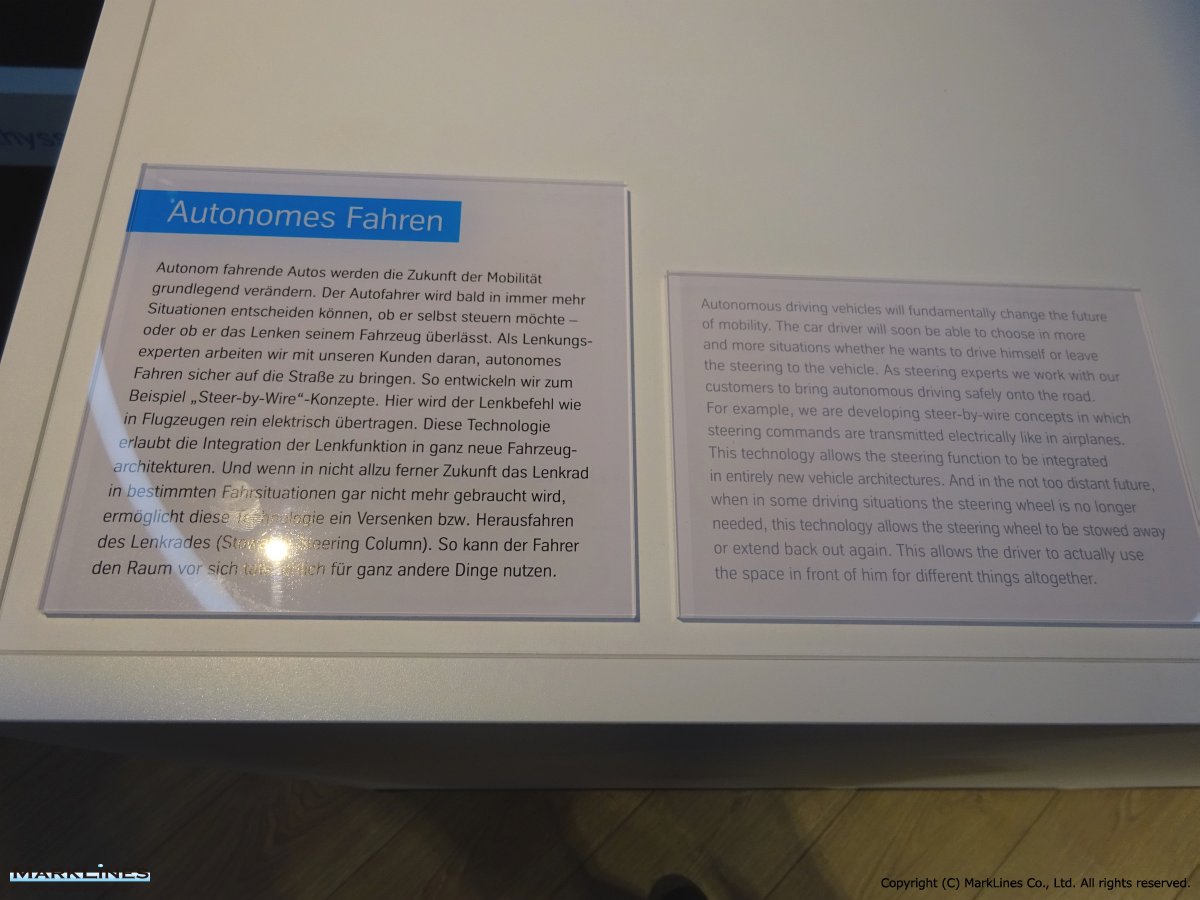 Autonomes Fahren
Autonom fahrende Autos werden die Zukunft der Mobilität
grundlegend verändern. Der Autofahrer wird bald in immer mehr
Situationen entscheiden können, ob er selbst steuern möchte –
oder ob er das Lenken seinem Fahrzeug überlässt. Als Lenkungs-
experten arbeiten wir mit unseren Kunden daran, autonomes
Fahren sicher auf die Straße zu bringen. So entwickeln wir zum
Beispiel „Steer-by-Wire“-Konzepte. Hier wird der Lenkbefehl wie
in Flugzeugen rein elektrisch übertragen. Diese Technologie
erlaubt die Integration der Lenkfunktion in ganz neue Fahrzeug-
architekturen. Und wenn in nicht allzu ferner Zukunft das Lenkrad
in bestimmten Fahrsituationen gar nicht mehr gebraucht wird,
ermöglicht diese Technologie ein Versenken bzw. Herausfahren
des Lenkrades ( Steering Column). So kann der Fahrer
den Raum vor sich für ganz andere Dinge nutzen.
Autonomous driving vehicles will fundamentally change the future
of mobility. The car driver will soon be able to choose in more
and more situations whether he wants to drive himself or leave
the steering to the vehicle. As steering experts we work with our
customers to bring autonomous driving safely onto the road.
For example, we are developing steer-by-wire concepts in which
steering commands are transmitted electrically like in airplanes.
This technology allows the steering function to be integrated
in entirely new vehicle architectures. And in the not too distant future,
when in some driving situations the steering wheel is no longer
needed, this technology allows the steering wheel to be stowed away
or extend back out again. This allows the driver to actually use
the space in front of him for different things altogether.
MARKLINES
Copyright (C) MarkLines Co., Ltd. All rights reserved.